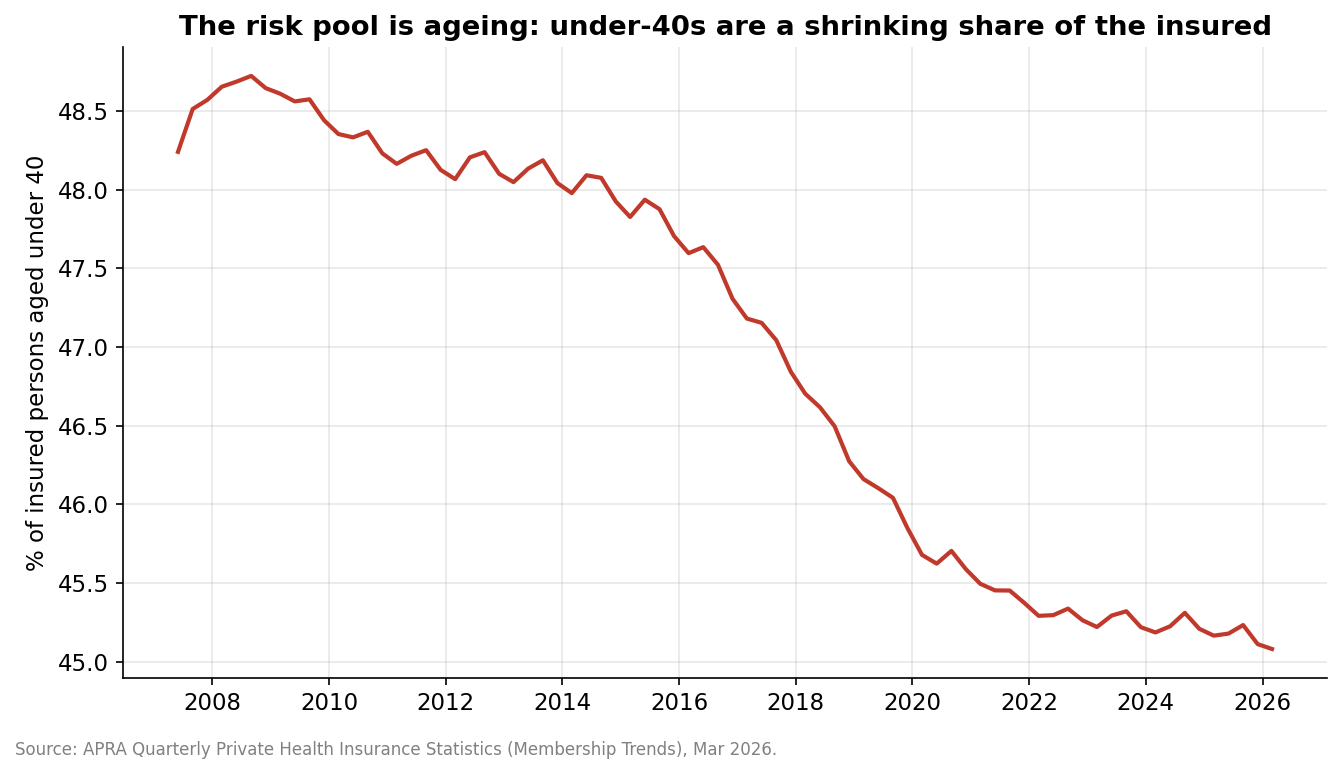 The risk pool is ageing: under-40s are a shrinking share of the insured
% of insured persons aged under 40
48.5
48.0
47.5
47.0
46.5
46.0
45.5
45.0
2008 2010 2012 2014 2016 2018 2020 2022 2024 2026
Source: APRA Quarterly Private Health Insurance Statistics (Membership Trends), Mar 2026.